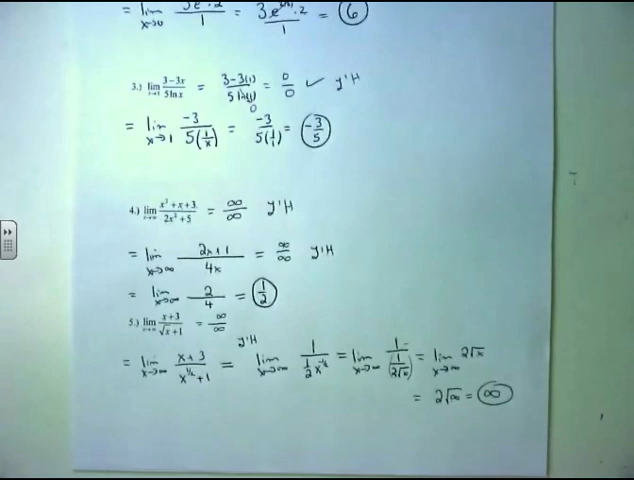 = lim x→0 3e ·2 / 1 = 3·e ·2 / 1 = 6
3.) lim x→1 3−3x / 5 ln x = 3−3(1) / 5 ln(1) = 0/0 ✓ L'H
0
= lim x→1 −3 / 5(1/x) = −3 / 5(1/1) = −3/5
4.) lim x→∞ x²+x+3 / 2x²+5 = ∞/∞ L'H
= lim x→∞ 2x+1 / 4x = ∞/∞ L'H
= lim x→∞ 2/4 = 1/2
5.) lim x→∞ x+3 / √x+1 = ∞/∞
= lim x→∞ x+3 / x^½+1 = L'H lim x→∞ 1 / ½x^-½ = lim x→∞ 1 / (1/2√x) = lim x→∞ 2√x
= 2√∞ = ∞